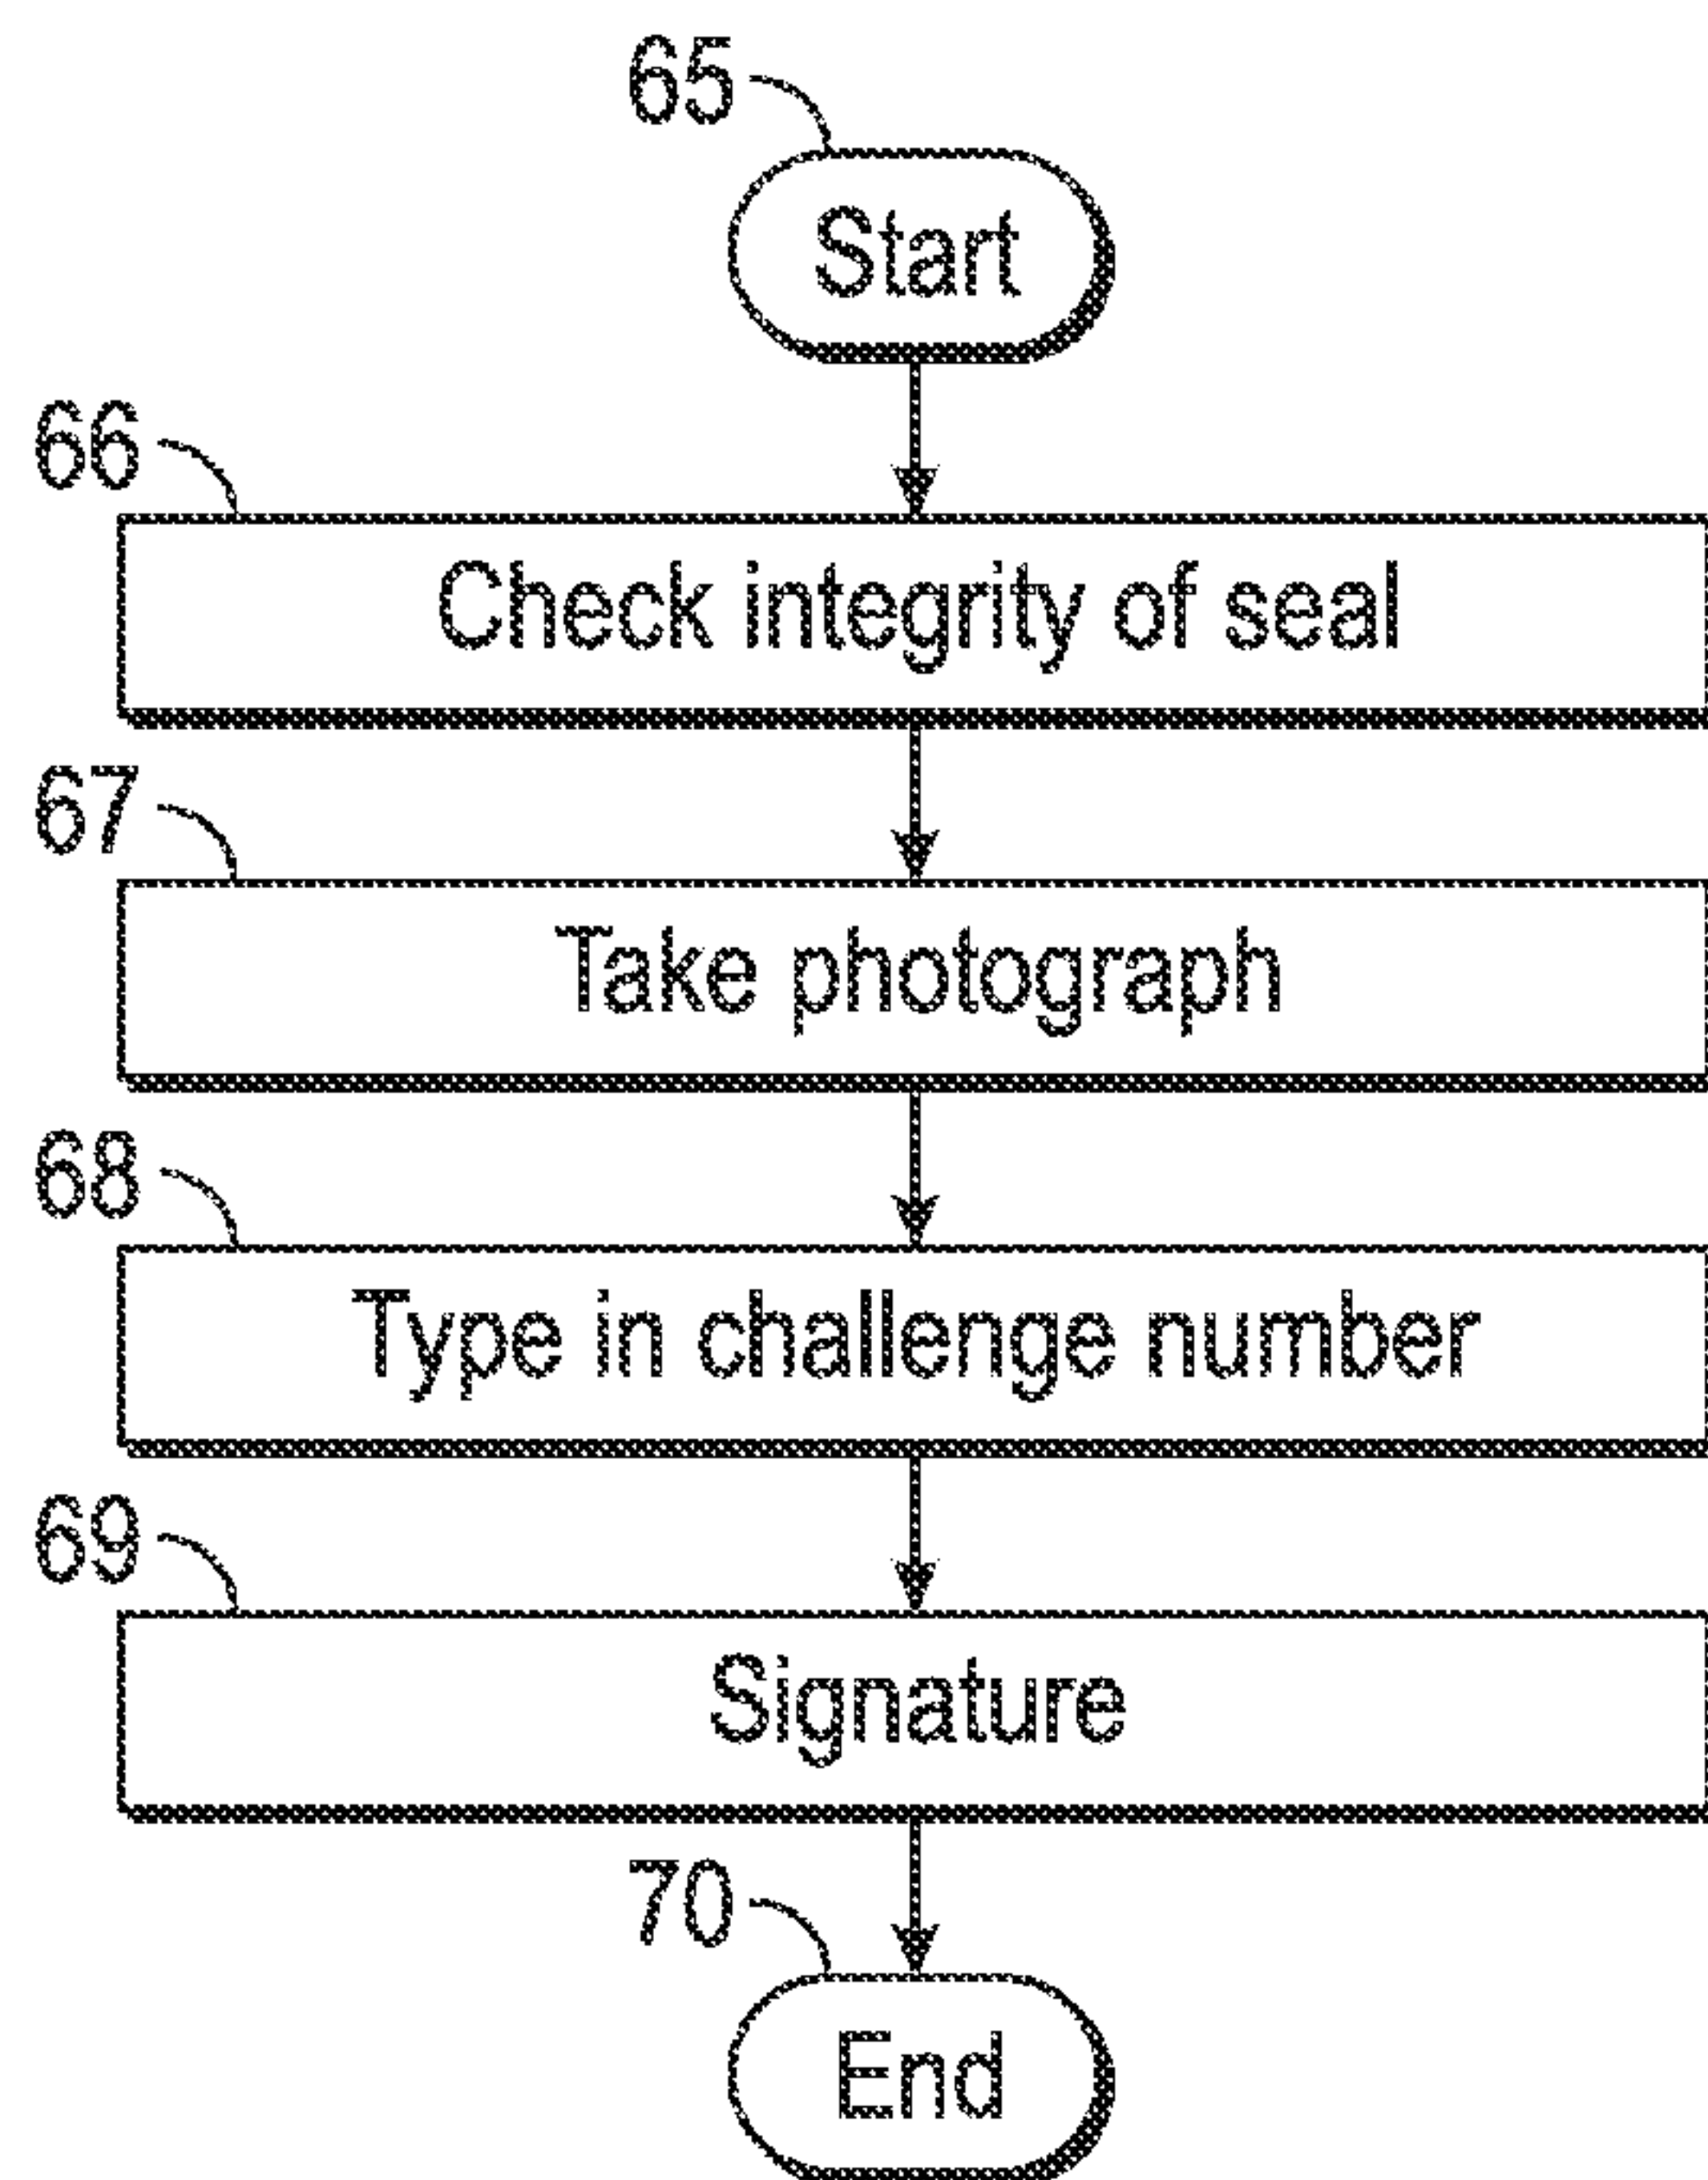 65
Start
66
Check integrity of seal
67
Take photograph
68
Type in challenge number
69
Signature
70
End